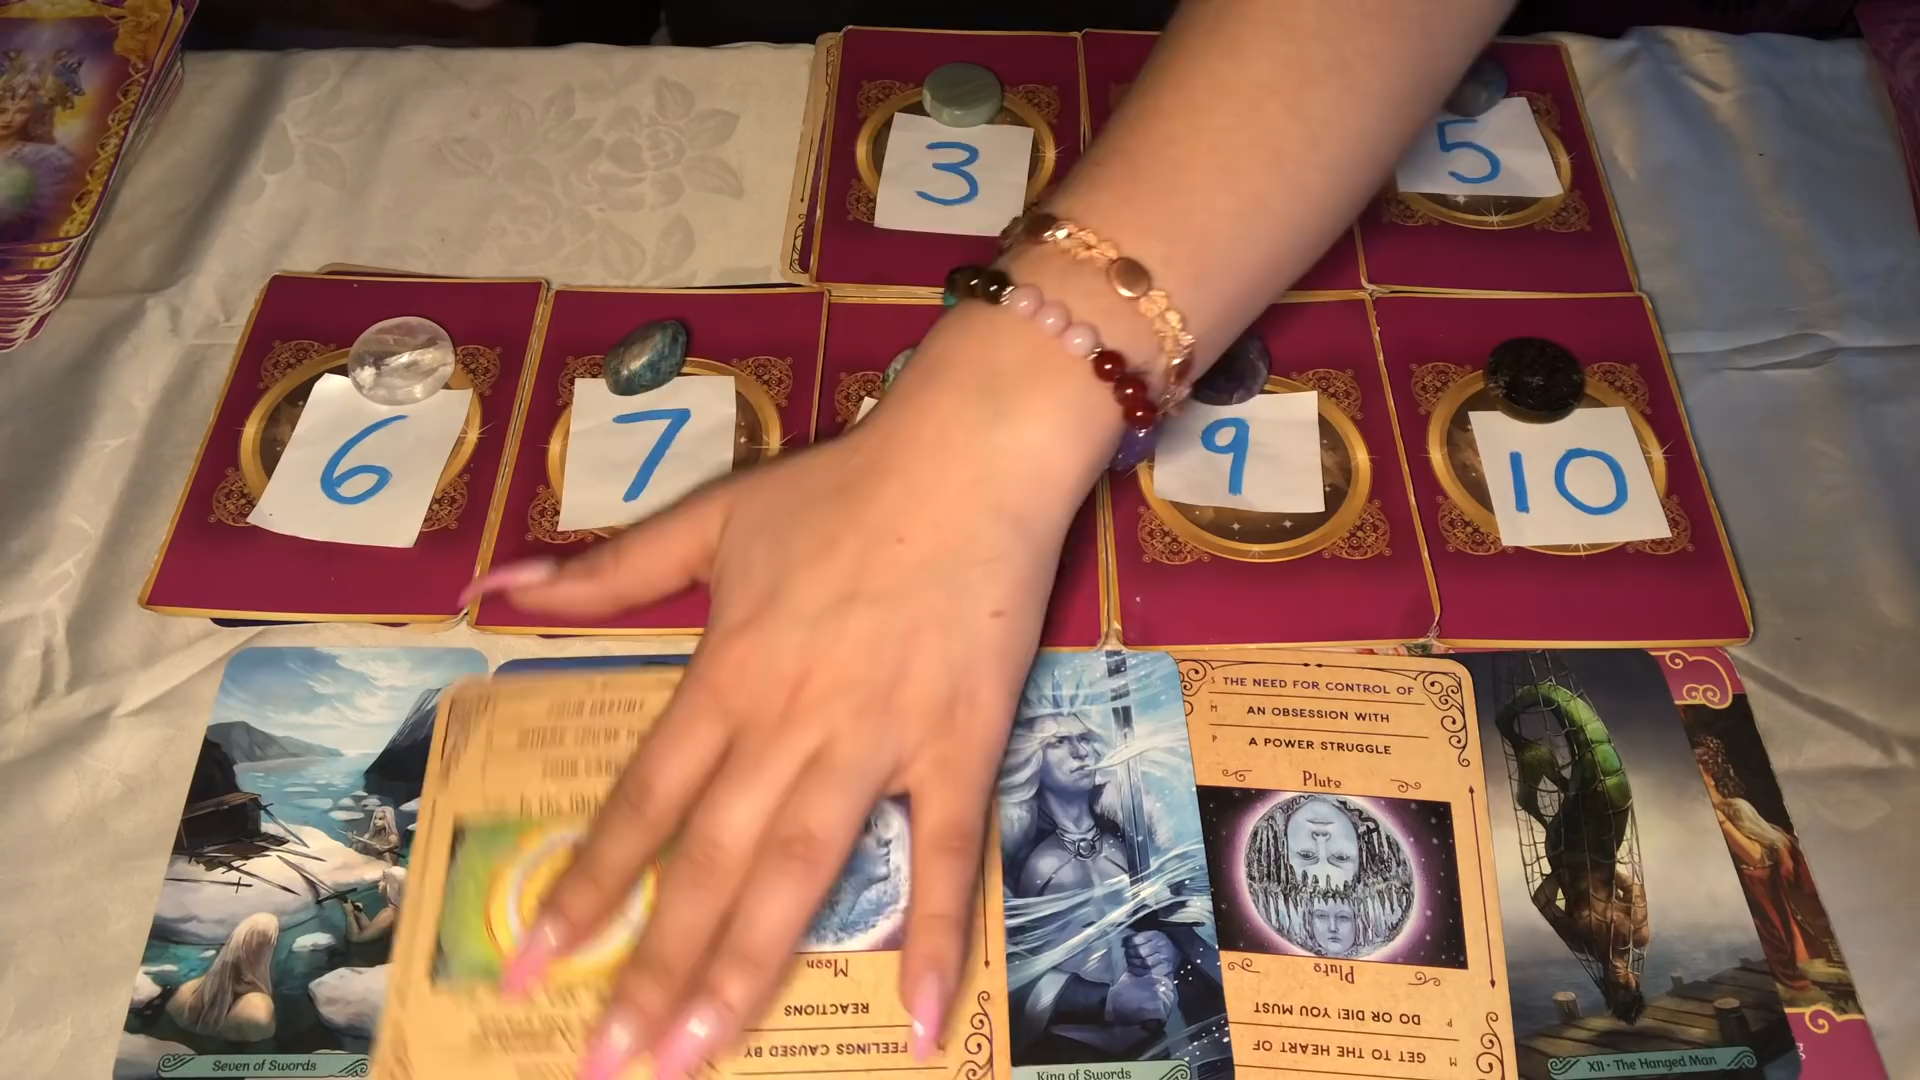 3
5
6
7
9
10
THE NEED FOR CONTROL OF
AN OBSESSION WITH
A POWER STRUGGLE
Pluto
Pluto
DO OR DIE! YOU MUST
GET TO THE HEART OF
Moon
REACTIONS
FEELINGS CAUSED BY
Seven of Swords
King of Swords
XII · The Hanged Man